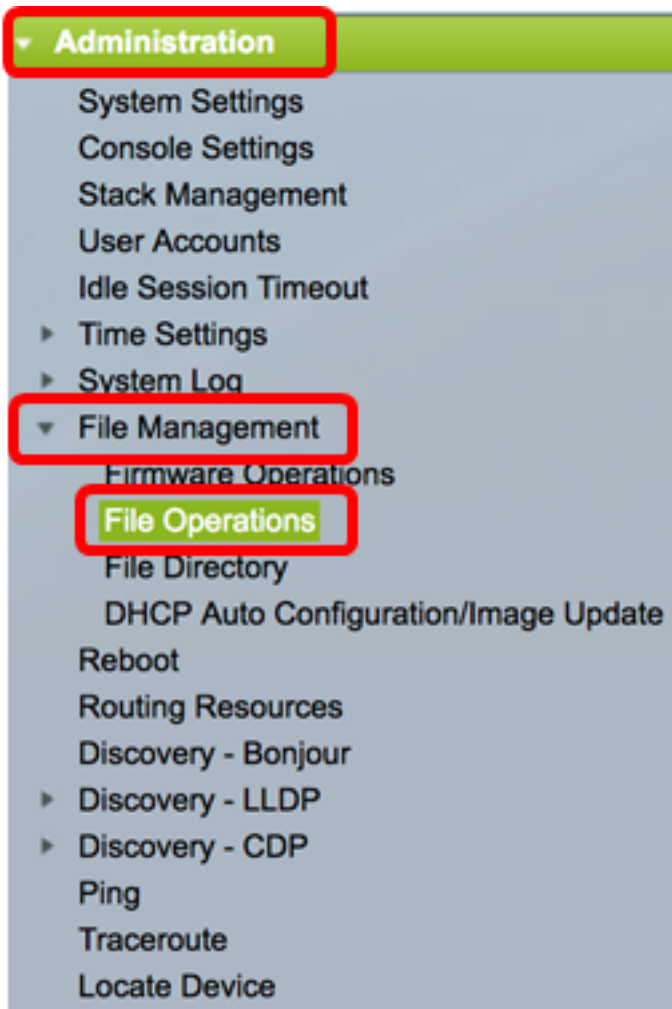 Administration
System Settings
Console Settings
Stack Management
User Accounts
Idle Session Timeout
Time Settings
System Log
File Management
Firmware Operations
File Operations
File Directory
DHCP Auto Configuration/Image Update
Reboot
Routing Resources
Discovery - Bonjour
Discovery - LLDP
Discovery - CDP
Ping
Traceroute
Locate Device